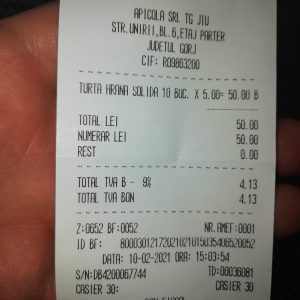 APICOLA SRL TG JIU
STR.UNIRII,BL.6,ETAJ PARTER
JUDETUL GORJ
CIF: RO9863200
TURTA HRANA SOLIDA 10 BUC. X 5.00= 50.00 B
TOTAL LEI 50.00
NUMERAR LEI 50.00
REST 0.00
TOTAL TVA B - 9% 4.13
TOTAL TVA BON 4.13
Z:0652 BF:0052 NR.AMEF:0001
ID BF: 80003012172021021015035406520052
DATA: 10-02-2021 ORA: 15:03:54
S/N:DB4200067744 TD:00036081
CASIER 30: CASIER 30